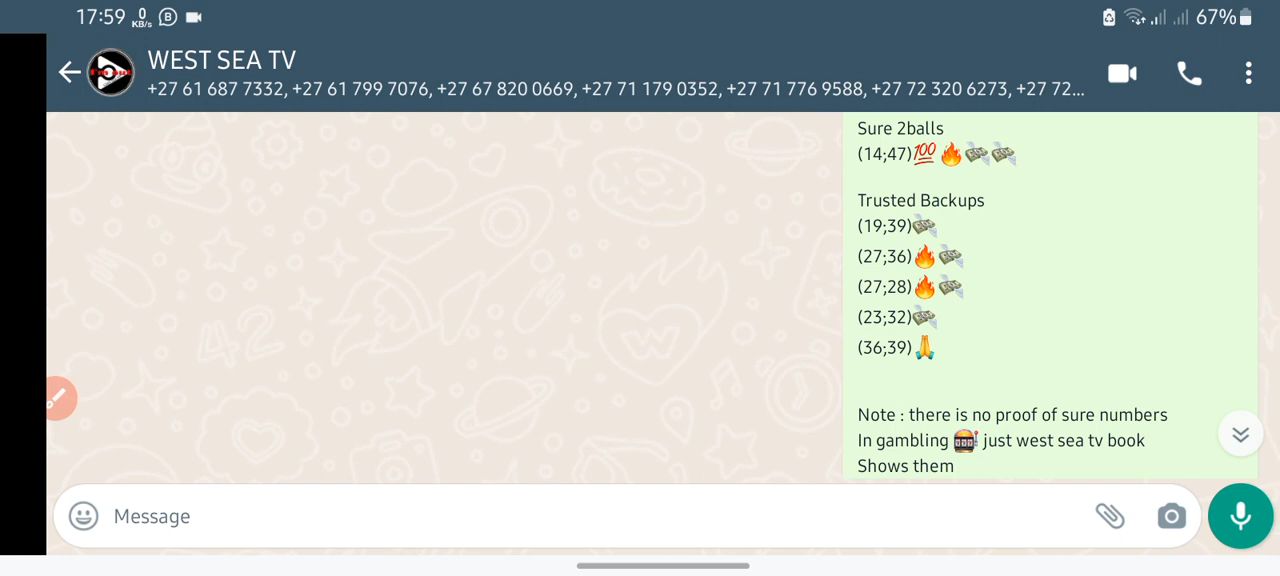 17:59 0 KB/s B 67%
WEST SEA TV
+27 61 687 7332, +27 61 799 7076, +27 67 820 0669, +27 71 179 0352, +27 71 776 9588, +27 72 320 6273, +27 72...
Sure 2balls
(14;47)💯🔥💸💸
Trusted Backups
(19;39)💸
(27;36)🔥💸
(27;28)🔥💸
(23;32)💸
(36;39)🙏
Note : there is no proof of sure numbers
In gambling 🎰 just west sea tv book
Shows them
Message